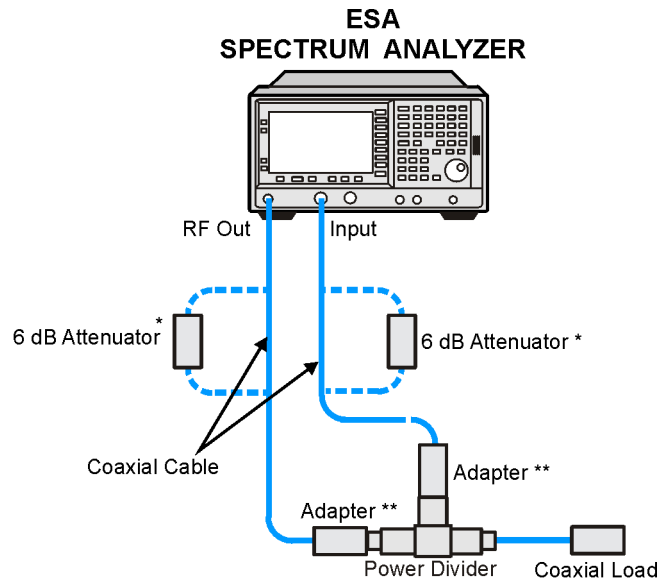 ESA
SPECTRUM ANALYZER
RF Out
Input
6 dB Attenuator *
6 dB Attenuator *
Coaxial Cable
Adapter **
Adapter **
Power Divider
Coaxial Load